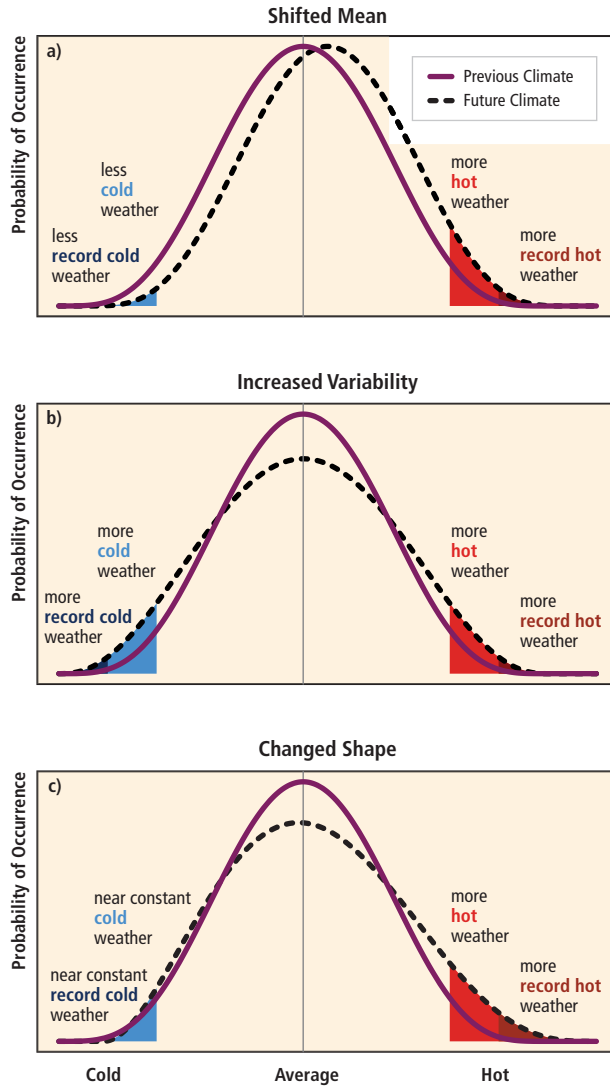 Shifted Mean
a)
Probability of Occurrence
Previous Climate
Future Climate
less
cold
weather
less
record cold
weather
more
hot
weather
more
record hot
weather
Increased Variability
b)
Probability of Occurrence
more
cold
weather
more
record cold
weather
more
hot
weather
more
record hot
weather
Changed Shape
c)
Probability of Occurrence
near constant
cold
weather
near constant
record cold
weather
more
hot
weather
more
record hot
weather
Cold
Average
Hot